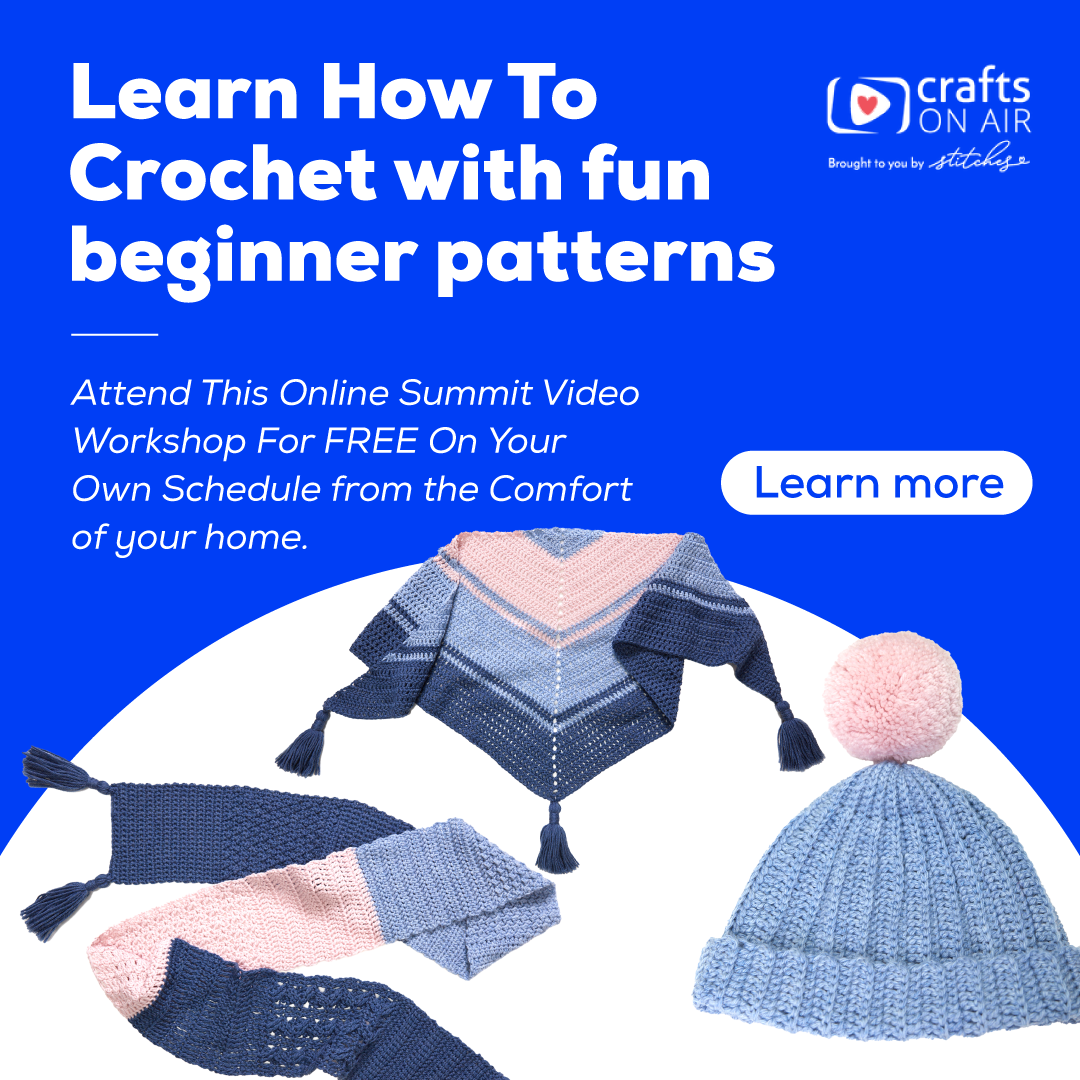 Learn How To
Crochet with fun
beginner patterns
crafts
ON AIR
Brought to you by stitches
Attend This Online Summit Video
Workshop For FREE On Your
Own Schedule from the Comfort
of your home.
Learn more